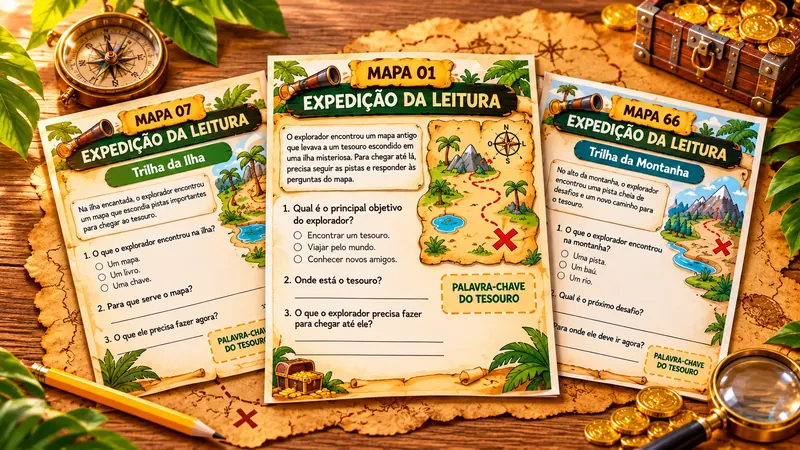 MAPA 07
EXPEDIÇÃO DA LEITURA
Trilha da Ilha
Na ilha encantada, o explorador encontrou
um mapa que escondia pistas importantes
para chegar ao tesouro.
1. O que o explorador encontrou na ilha?
Um mapa.
Um livro.
Uma chave.
2. Para que serve o mapa?
3. O que ele precisa fazer agora?
PALAVRA-CHAVE
DO TESOURO
MAPA 01
EXPEDIÇÃO DA LEITURA
O explorador encontrou um mapa antigo
que levava a um tesouro escondido em
uma ilha misteriosa. Para chegar até lá,
precisa seguir as pistas e responder às
perguntas do mapa.
N
L
S
1. Qual é o principal objetivo
do explorador?
Encontrar um tesouro.
Viajar pelo mundo.
Conhecer novos amigos.
2. Onde está o tesouro?
3. O que o explorador precisa fazer
para chegar até ele?
PALAVRA-CHAVE
DO TESOURO
MAPA 66
EXPEDIÇÃO DA LEITURA
Trilha da Montanha
No alto da montanha, o explorador
encontrou uma pista cheia de
desafios e um novo caminho para
o tesouro.
1. O que o explorador encontrou
na montanha?
Uma pista.
Um baú.
Um rio.
2. Qual é o próximo desafio?
Para onde ele deve ir agora?
PALAVRA-CHAVE
DO TESOURO